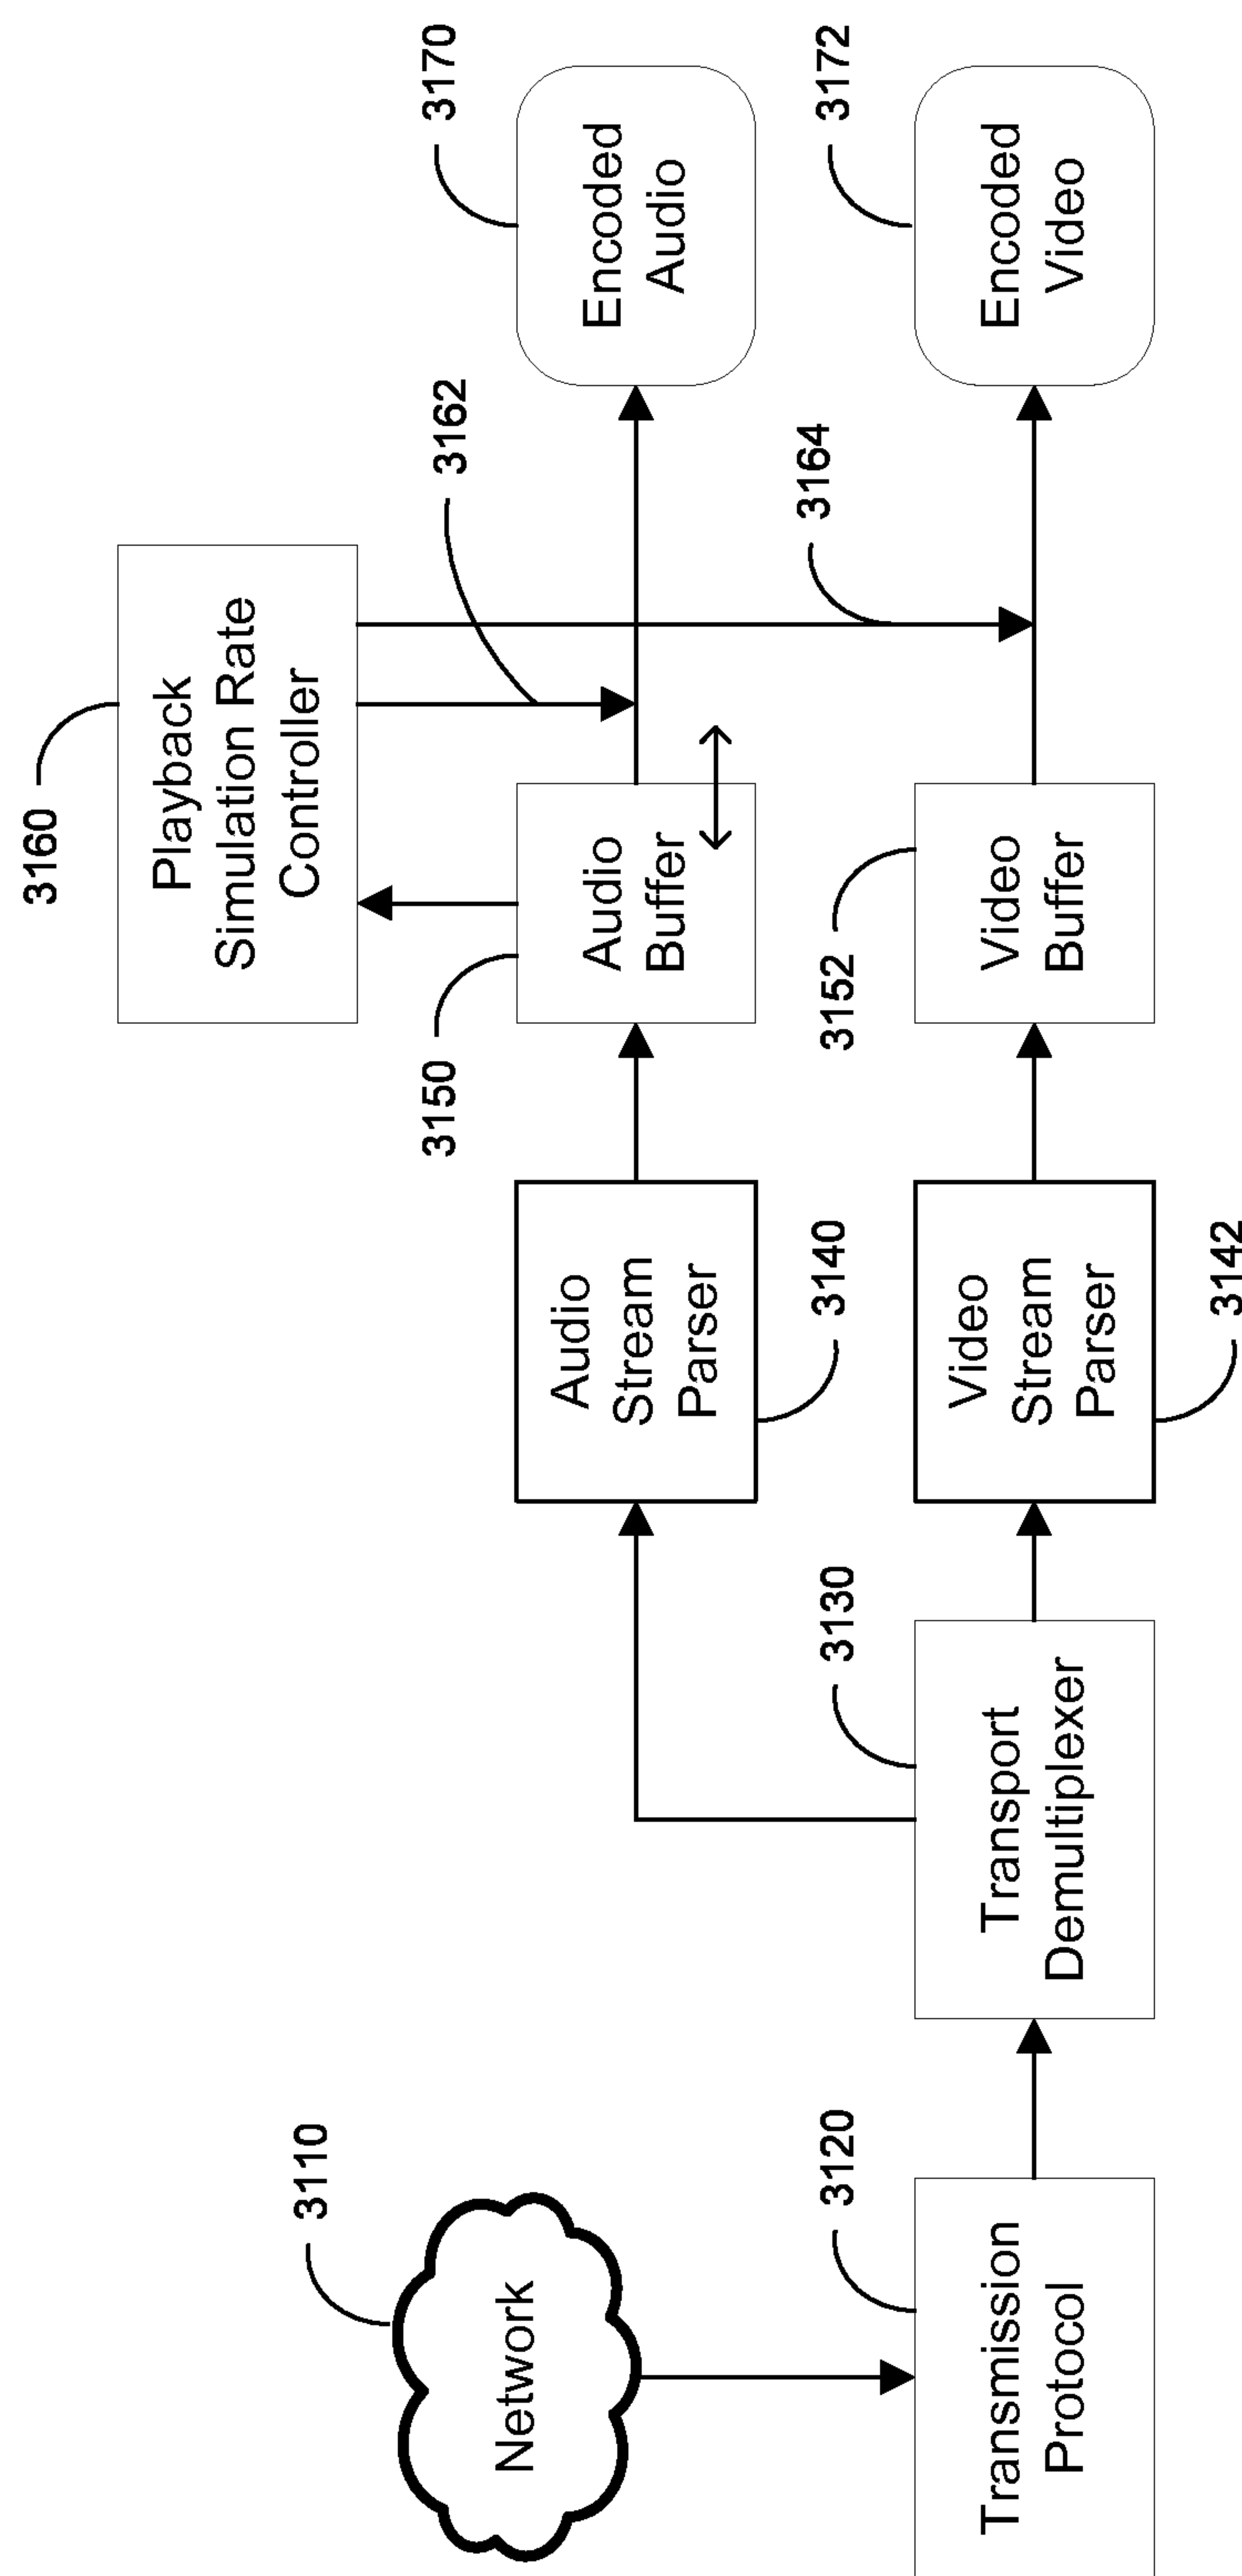 3160
Playback
Simulation Rate
Controller
3110
Network
3150
3162
3170
Audio
Stream
Parser
Audio
Buffer
Encoded
Audio
3120
3130
3140
3152
3164
3172
Transmission
Protocol
Transport
Demultiplexer
Video
Stream
Parser
Video
Buffer
Encoded
Video
3142